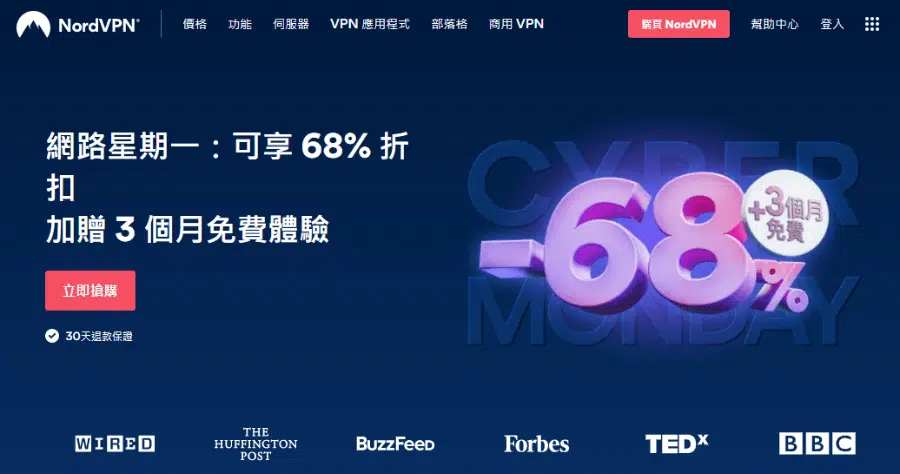 NordVPN® 價格 功能 伺服器 VPN 應用程式 部落格 商用 VPN 購買 NordVPN 幫助中心 登入
網路星期一：可享 68% 折
扣
加贈 3 個月免費體驗
立即搶購
30天退款保證
CYBER
-68%
+3個月
免費
MONDAY
WIRED
THE
HUFFINGTON
POST
BuzzFeed
Forbes
TEDx
BBC